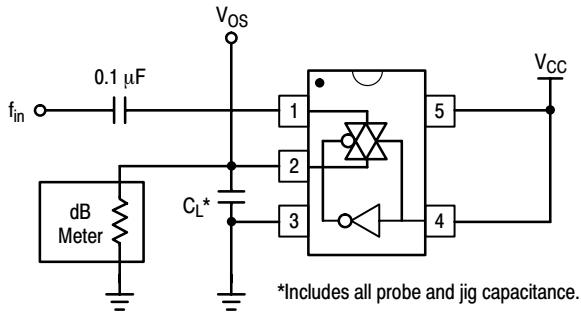 V_OS
V_CC
0.1 µF
f_in
1
5
2
dB
Meter
C_L*
3
4
*Includes all probe and jig capacitance.